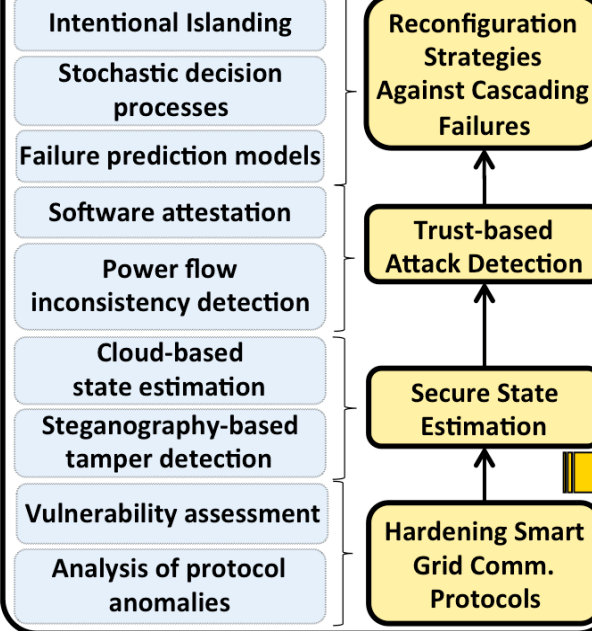 Intentional Islanding
Stochastic decision
processes
Failure prediction models
Reconfiguration
Strategies
Against Cascading
Failures
Software attestation
Power flow
inconsistency detection
Trust-based
Attack Detection
Cloud-based
state estimation
Steganography-based
tamper detection
Secure State
Estimation
Vulnerability assessment
Analysis of protocol
anomalies
Hardening Smart
Grid Comm.
Protocols